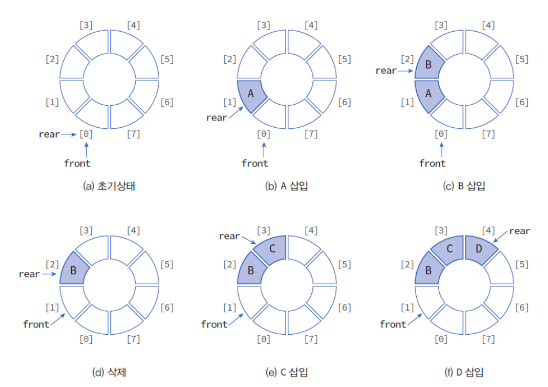 [3] [4] [3] [4] [3] [4]
[2] [5] [2] [5] [2] B [5]
rear
[1] [6] [1] A [6] [1] A [6]
rear
rear [0] [7] [0] [7] [0] [7]
front front front
(a) 초기상태 (b) A 삽입 (c) B 삽입
[3] [4] [3] [4] [3] [4] rear
rear C C D
[2] B [5] [2] B [5] [2] B [5]
rear
[1] [6] [1] [6] [1] [6]
front front front
[0] [7] [0] [7] [0] [7]
(d) 삭제 (e) C 삽입 (f) D 삽입